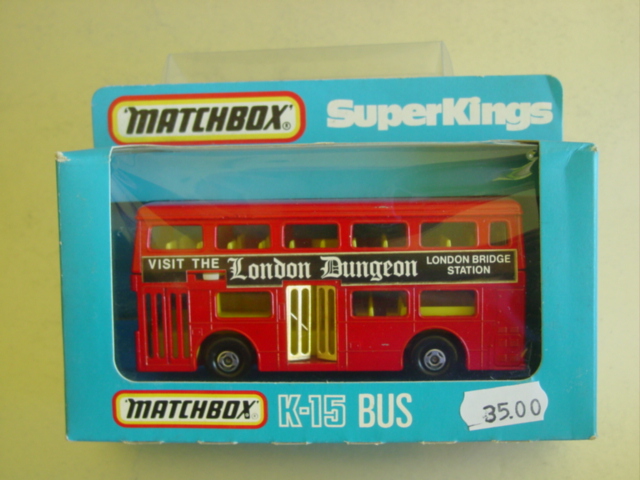 "MATCHBOX"® SuperKings
VISIT THE London Dungeon LONDON BRIDGE
STATION
"MATCHBOX"® K-15 BUS
35.00